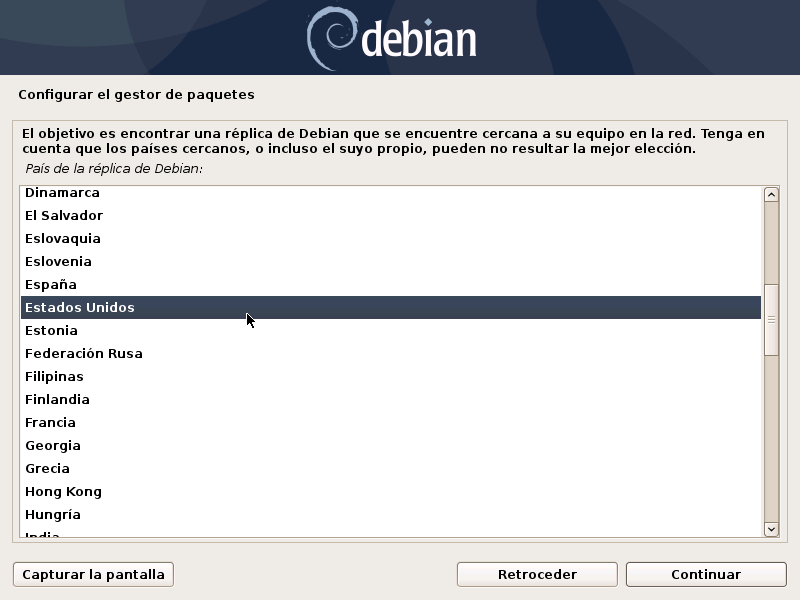 debian
Configurar el gestor de paquetes
El objetivo es encontrar una réplica de Debian que se encuentre cercana a su equipo en la red. Tenga en
cuenta que los países cercanos, o incluso el suyo propio, pueden no resultar la mejor elección.
País de la réplica de Debian:
Dinamarca
El Salvador
Eslovaquia
Eslovenia
España
Estados Unidos
Estonia
Federación Rusa
Filipinas
Finlandia
Francia
Georgia
Grecia
Hong Kong
Hungría
India
Capturar la pantalla
Retroceder
Continuar